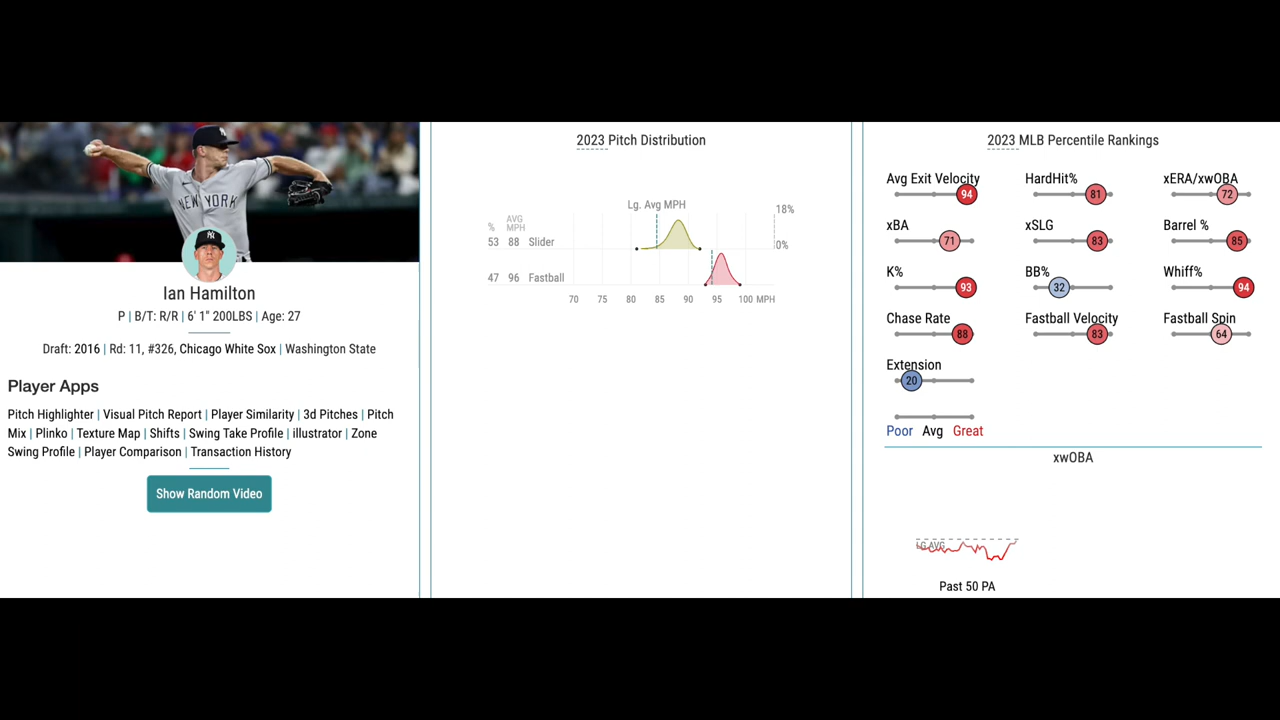 NEW YORK
Ian Hamilton
P | B/T: R/R | 6' 1" 200LBS | Age: 27
Draft: 2016 | Rd: 11, #326, Chicago White Sox | Washington State
Player Apps
Pitch Highlighter | Visual Pitch Report | Player Similarity | 3d Pitches | Pitch
Mix | Plinko | Texture Map | Shifts | Swing Take Profile | illustrator | Zone
Swing Profile | Player Comparison | Transaction History
Show Random Video
2023 Pitch Distribution
Lg. Avg MPH
18%
% AVG MPH
53 88 Slider
0%
47 96 Fastball
70 75 80 85 90 95 100 MPH
2023 MLB Percentile Rankings
Avg Exit Velocity HardHit% xERA/xwOBA
94 81 72
xBA xSLG Barrel %
71 83 85
K% BB% Whiff%
93 32 94
Chase Rate Fastball Velocity Fastball Spin
88 83 64
Extension
20
Poor Avg Great
xwOBA
LG AVG
Past 50 PA